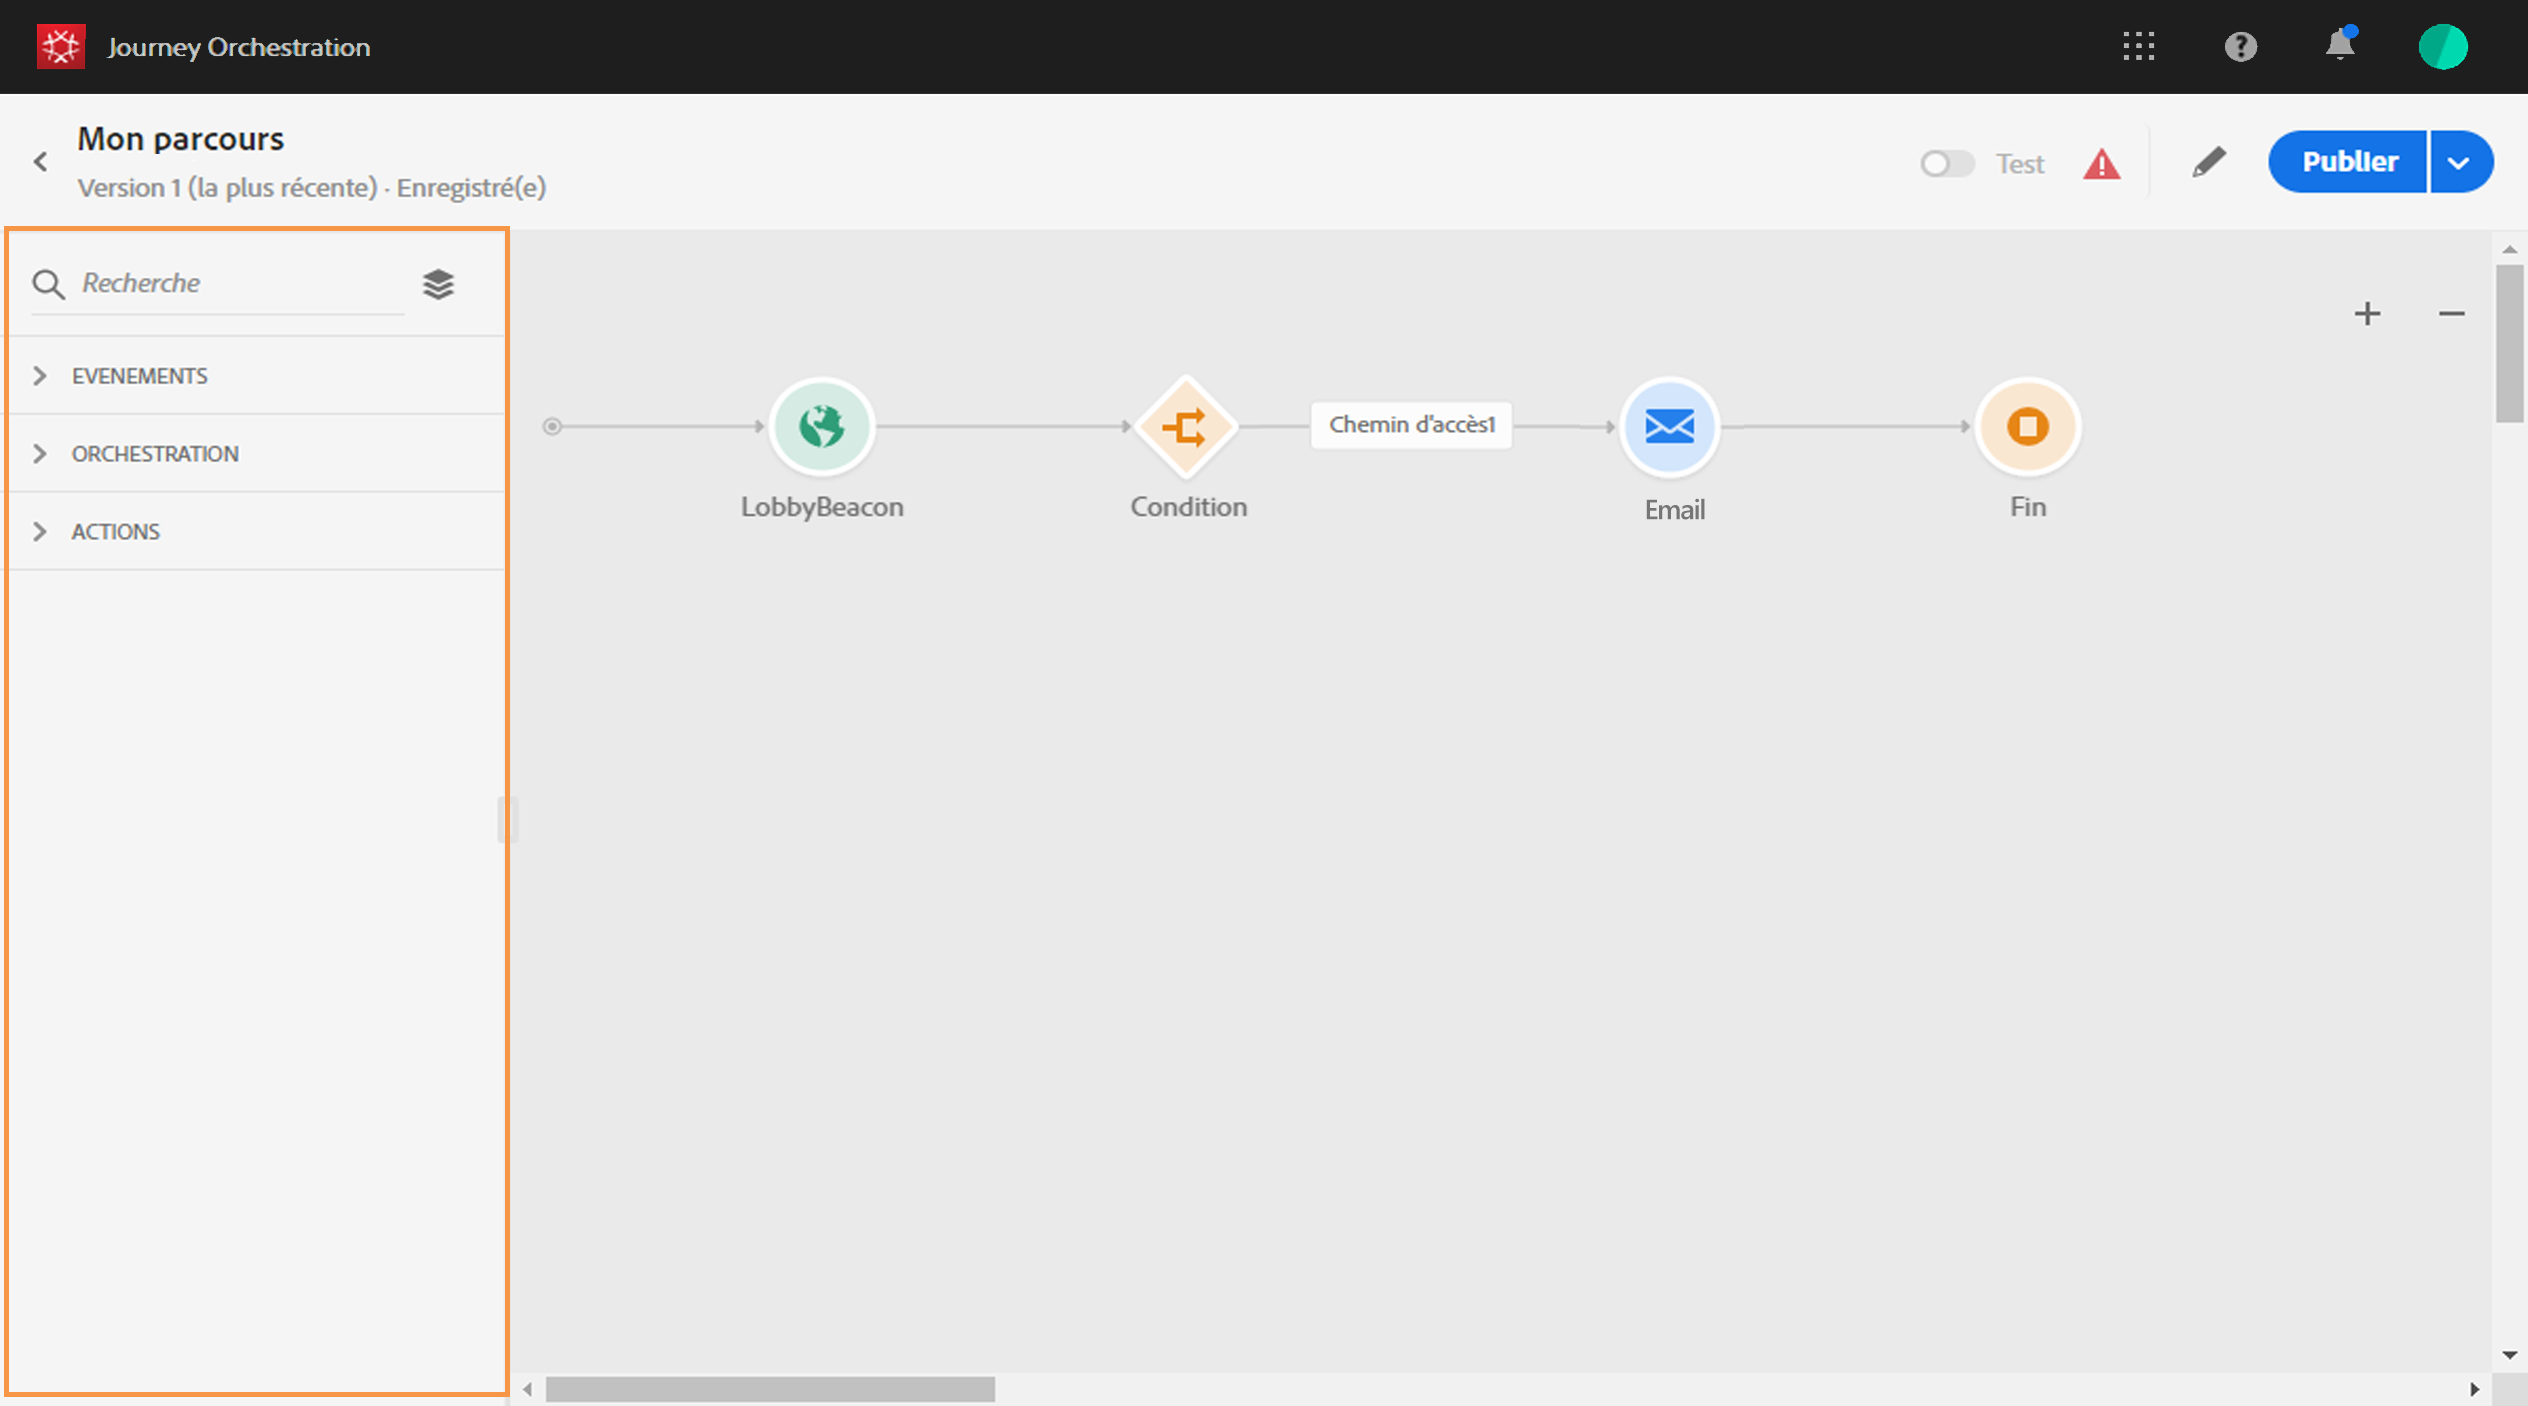 Journey Orchestration
Mon parcours
Version 1 (la plus récente) · Enregistré(e)
Test
Publier
Recherche
EVENEMENTS
ORCHESTRATION
ACTIONS
Chemin d'accès1
LobbyBeacon
Condition
Email
Fin